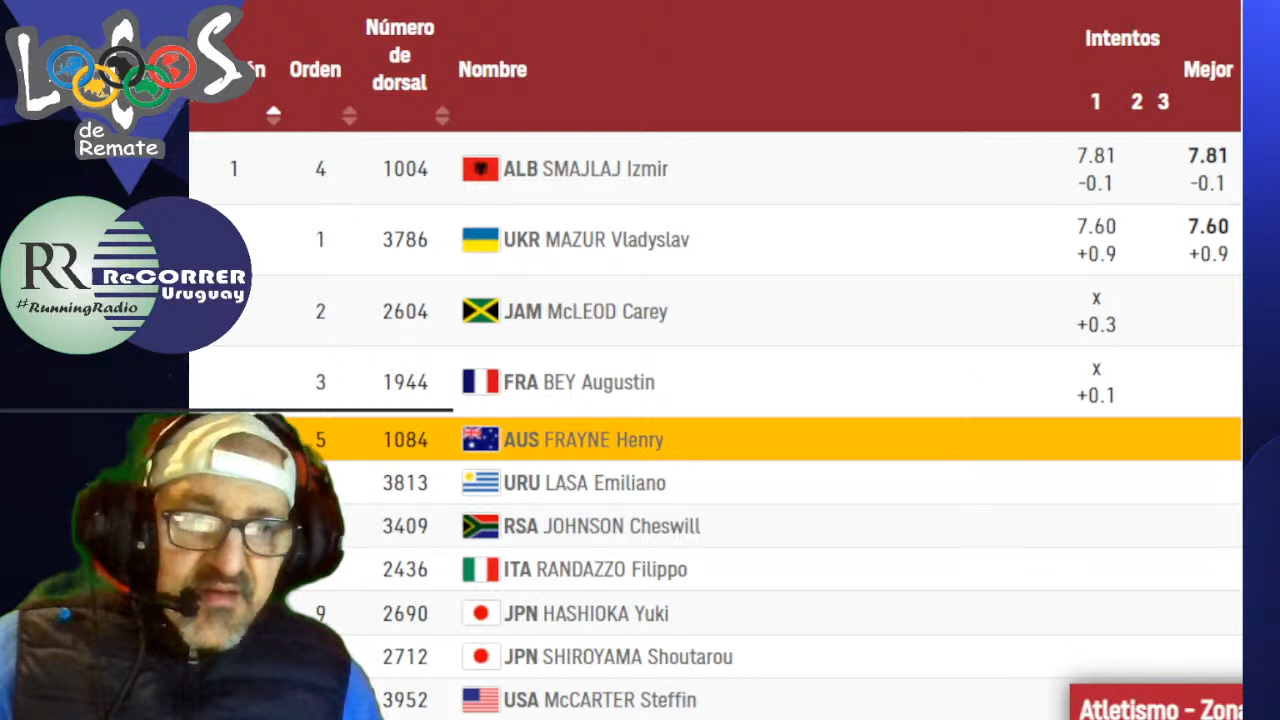 LOCOS
de
Remate
RR
#RunningRadio
ReCORRER
Uruguay
n Orden Número de dorsal Nombre Intentos 1 2 3 Mejor
1 4 1004 ALB SMAJLAJ Izmir 7.81 7.81
-0.1 -0.1
1 3786 UKR MAZUR Vladyslav 7.60 7.60
+0.9 +0.9
2 2604 JAM McLEOD Carey x
+0.3
3 1944 FRA BEY Augustin x
+0.1
5 1084 AUS FRAYNE Henry
3813 URU LASA Emiliano
3409 RSA JOHNSON Cheswill
2436 ITA RANDAZZO Filippo
9 2690 JPN HASHIOKA Yuki
2712 JPN SHIROYAMA Shoutarou
3952 USA McCARTER Steffin
Atletismo - Zona